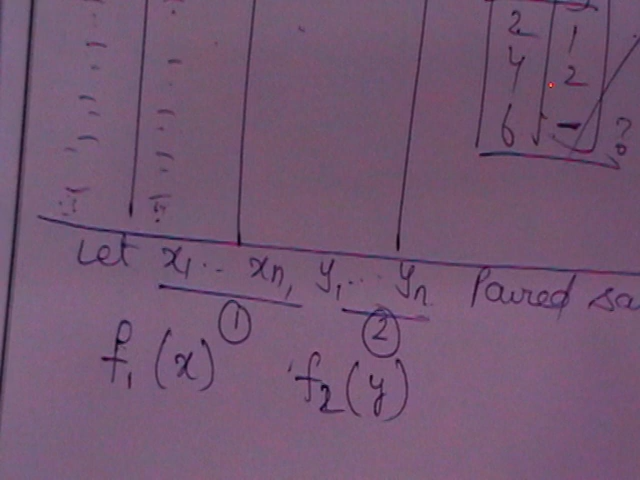 2 1
4 2
6 - ?
Let x₁ .. xn, y₁ ... yn Paired sa
① ②
f₁(x) f₂(y)